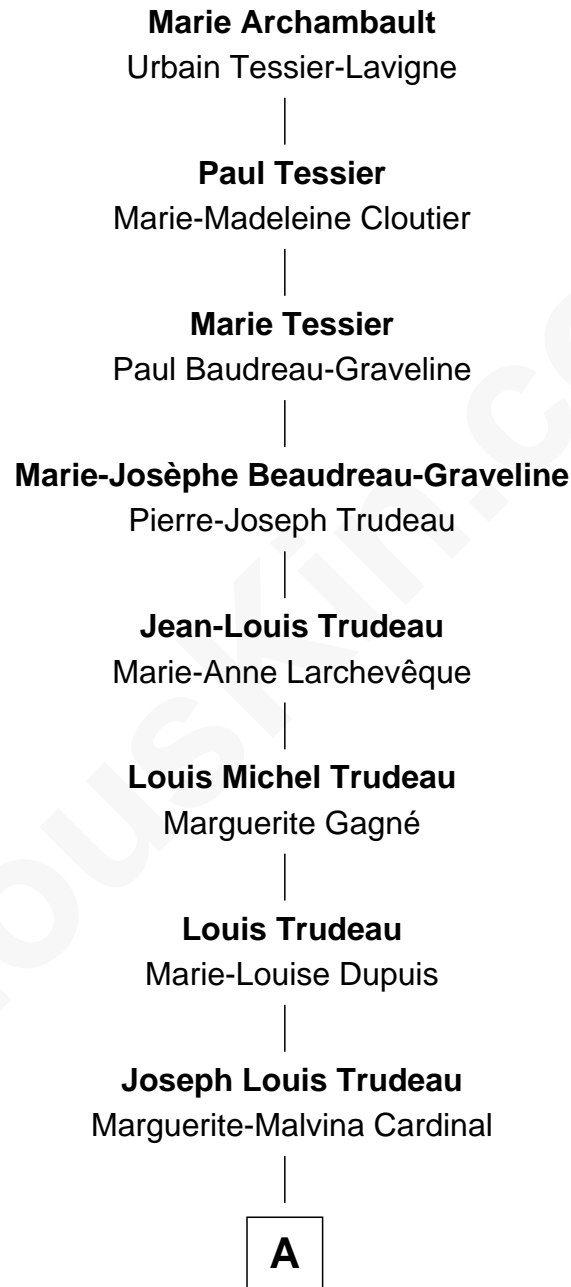 Marie Archambault
Urbain Tessier-Lavigne
Paul Tessier
Marie-Madeleine Cloutier
Marie Tessier
Paul Baudreau-Graveline
Marie-Josèphe Beaudreau-Graveline
Pierre-Joseph Trudeau
Jean-Louis Trudeau
Marie-Anne Larchevêque
Louis Michel Trudeau
Marguerite Gagné
Louis Trudeau
Marie-Louise Dupuis
Joseph Louis Trudeau
Marguerite-Malvina Cardinal
A